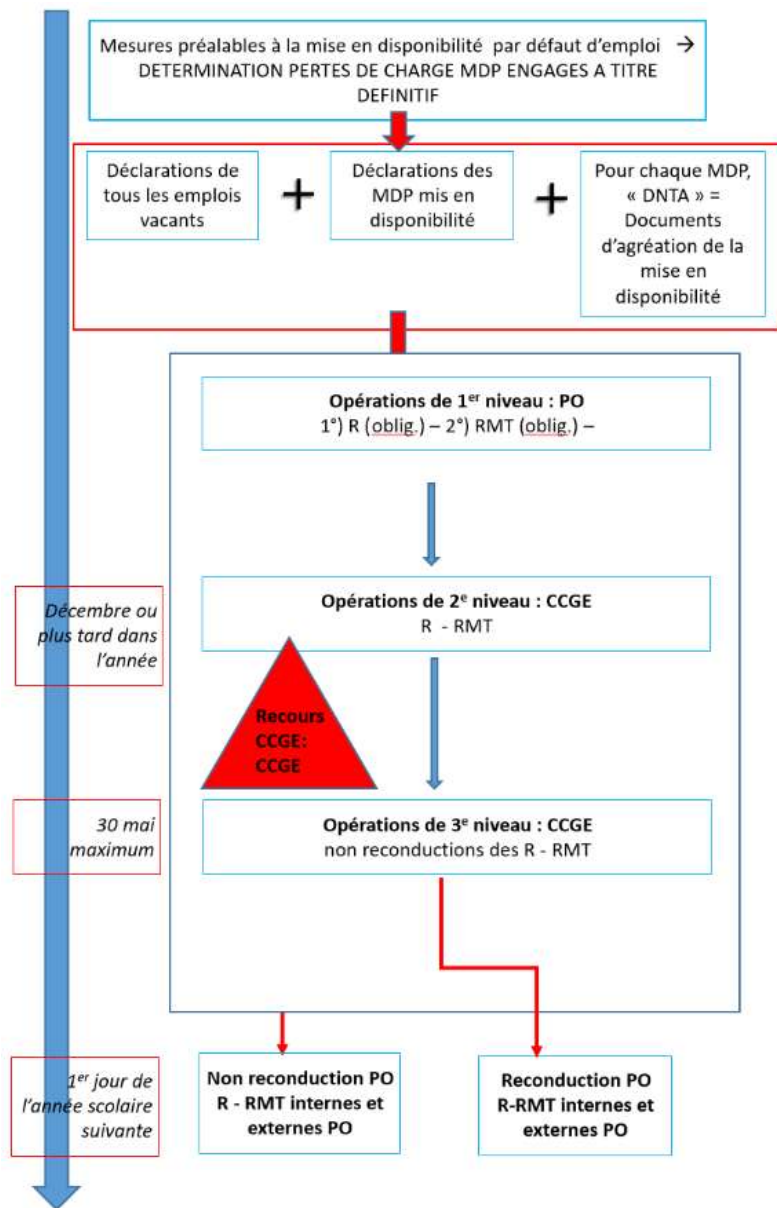 Mesures préalables à la mise en disponibilité par défaut d'emploi →
DETERMINATION PERTES DE CHARGE MDP ENGAGES A TITRE
DEFINITIF
Déclarations de
tous les emplois
vacants
+
Déclarations des
MDP mis en
disponibilité
+
Pour chaque MDP,
« DNTA » =
Documents
d'agréation de la
mise en
disponibilité
Opérations de 1er niveau : PO
1°) R (oblig.) – 2°) RMT (oblig.) –
Décembre ou
plus tard dans
l'année
Opérations de 2e niveau : CCGE
R - RMT
Recours
CCGE:
CCGE
30 mai
maximum
Opérations de 3e niveau : CCGE
non reconductions des R - RMT
1er jour de
l'année scolaire
suivante
Non reconduction PO
R - RMT internes et
externes PO
Reconduction PO
R-RMT internes et
externes PO